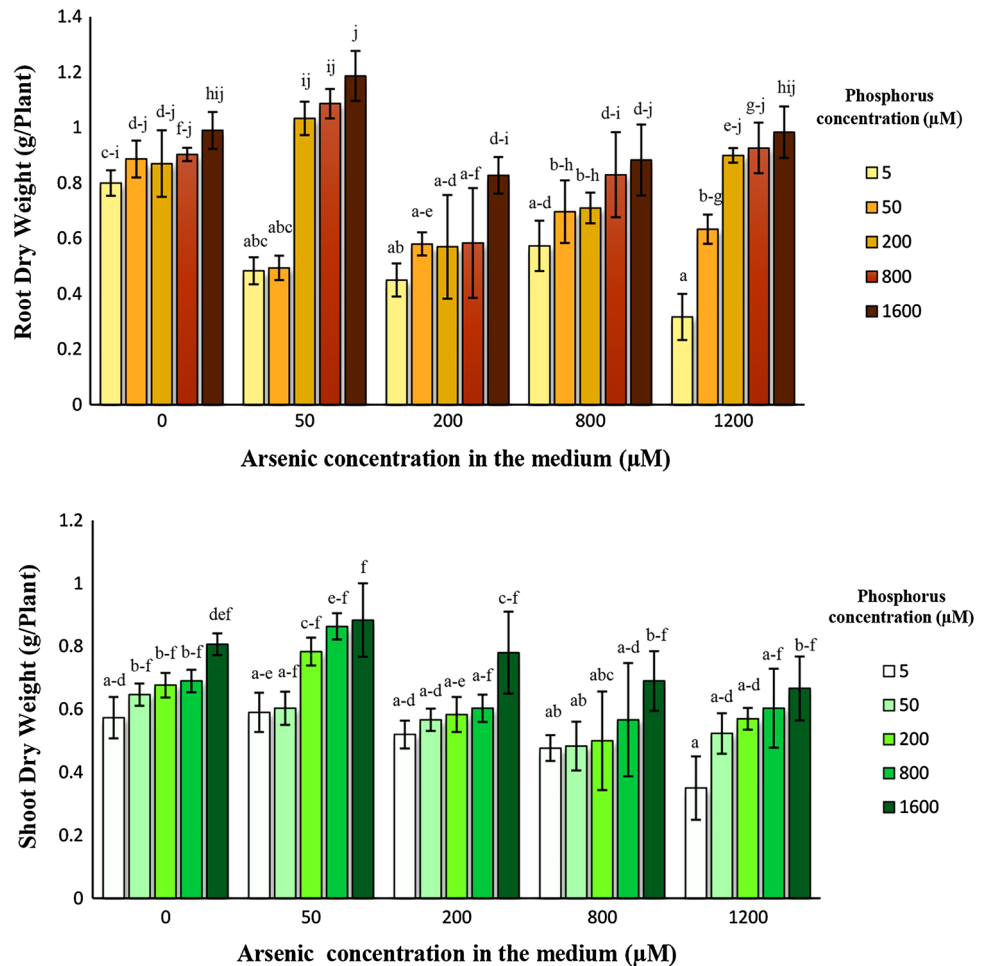 1.4
1.2
1
0.8
0.6
0.4
0.2
0
Root Dry Weight (g/Plant)
c-i d-j d-j f-j hij
abc abc ij ij j
ab a-e a-d a-f d-i
a-d b-h b-h d-i d-j
a b-g e-j g-j hij
0 50 200 800 1200
Arsenic concentration in the medium (µM)
Phosphorus
concentration (µM)
5
50
200
800
1600
1.2
1
0.8
0.6
0.4
0.2
0
Shoot Dry Weight (g/Plant)
a-d b-f b-f b-f def
a-e a-f c-f e-f f
a-d a-d a-e a-f c-f
ab ab abc a-d b-f
a a-d a-d a-f b-f
0 50 200 800 1200
Arsenic concentration in the medium (µM)
Phosphorus
concentration (µM)
5
50
200
800
1600